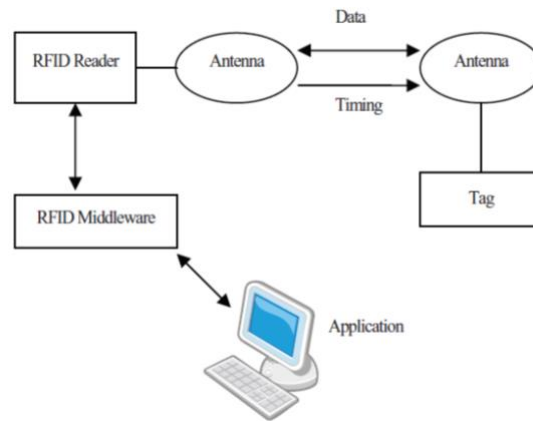 Data
RFID Reader
Antenna
Antenna
Timing
Tag
RFID Middleware
Application